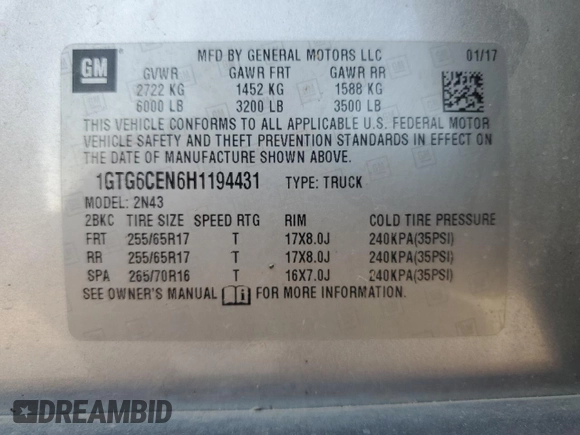 GM MFD BY GENERAL MOTORS LLC 01/17
GVWR GAWR FRT GAWR RR
2722 KG 1452 KG 1588 KG
6000 LB 3200 LB 3500 LB
THIS VEHICLE CONFORMS TO ALL APPLICABLE U.S. FEDERAL MOTOR
VEHICLE SAFETY AND THEFT PREVENTION STANDARDS IN EFFECT ON
THE DATE OF MANUFACTURE SHOWN ABOVE.
1GTG6CEN6H1194431 TYPE: TRUCK
MODEL: 2N43
2BKC TIRE SIZE SPEED RTG RIM COLD TIRE PRESSURE
FRT 255/65R17 T 17X8.0J 240KPA(35PSI)
RR 255/65R17 T 17X8.0J 240KPA(35PSI)
SPA 265/70R16 T 16X7.0J 240KPA(35PSI)
SEE OWNER'S MANUAL FOR MORE INFORMATION.
DREAMBID